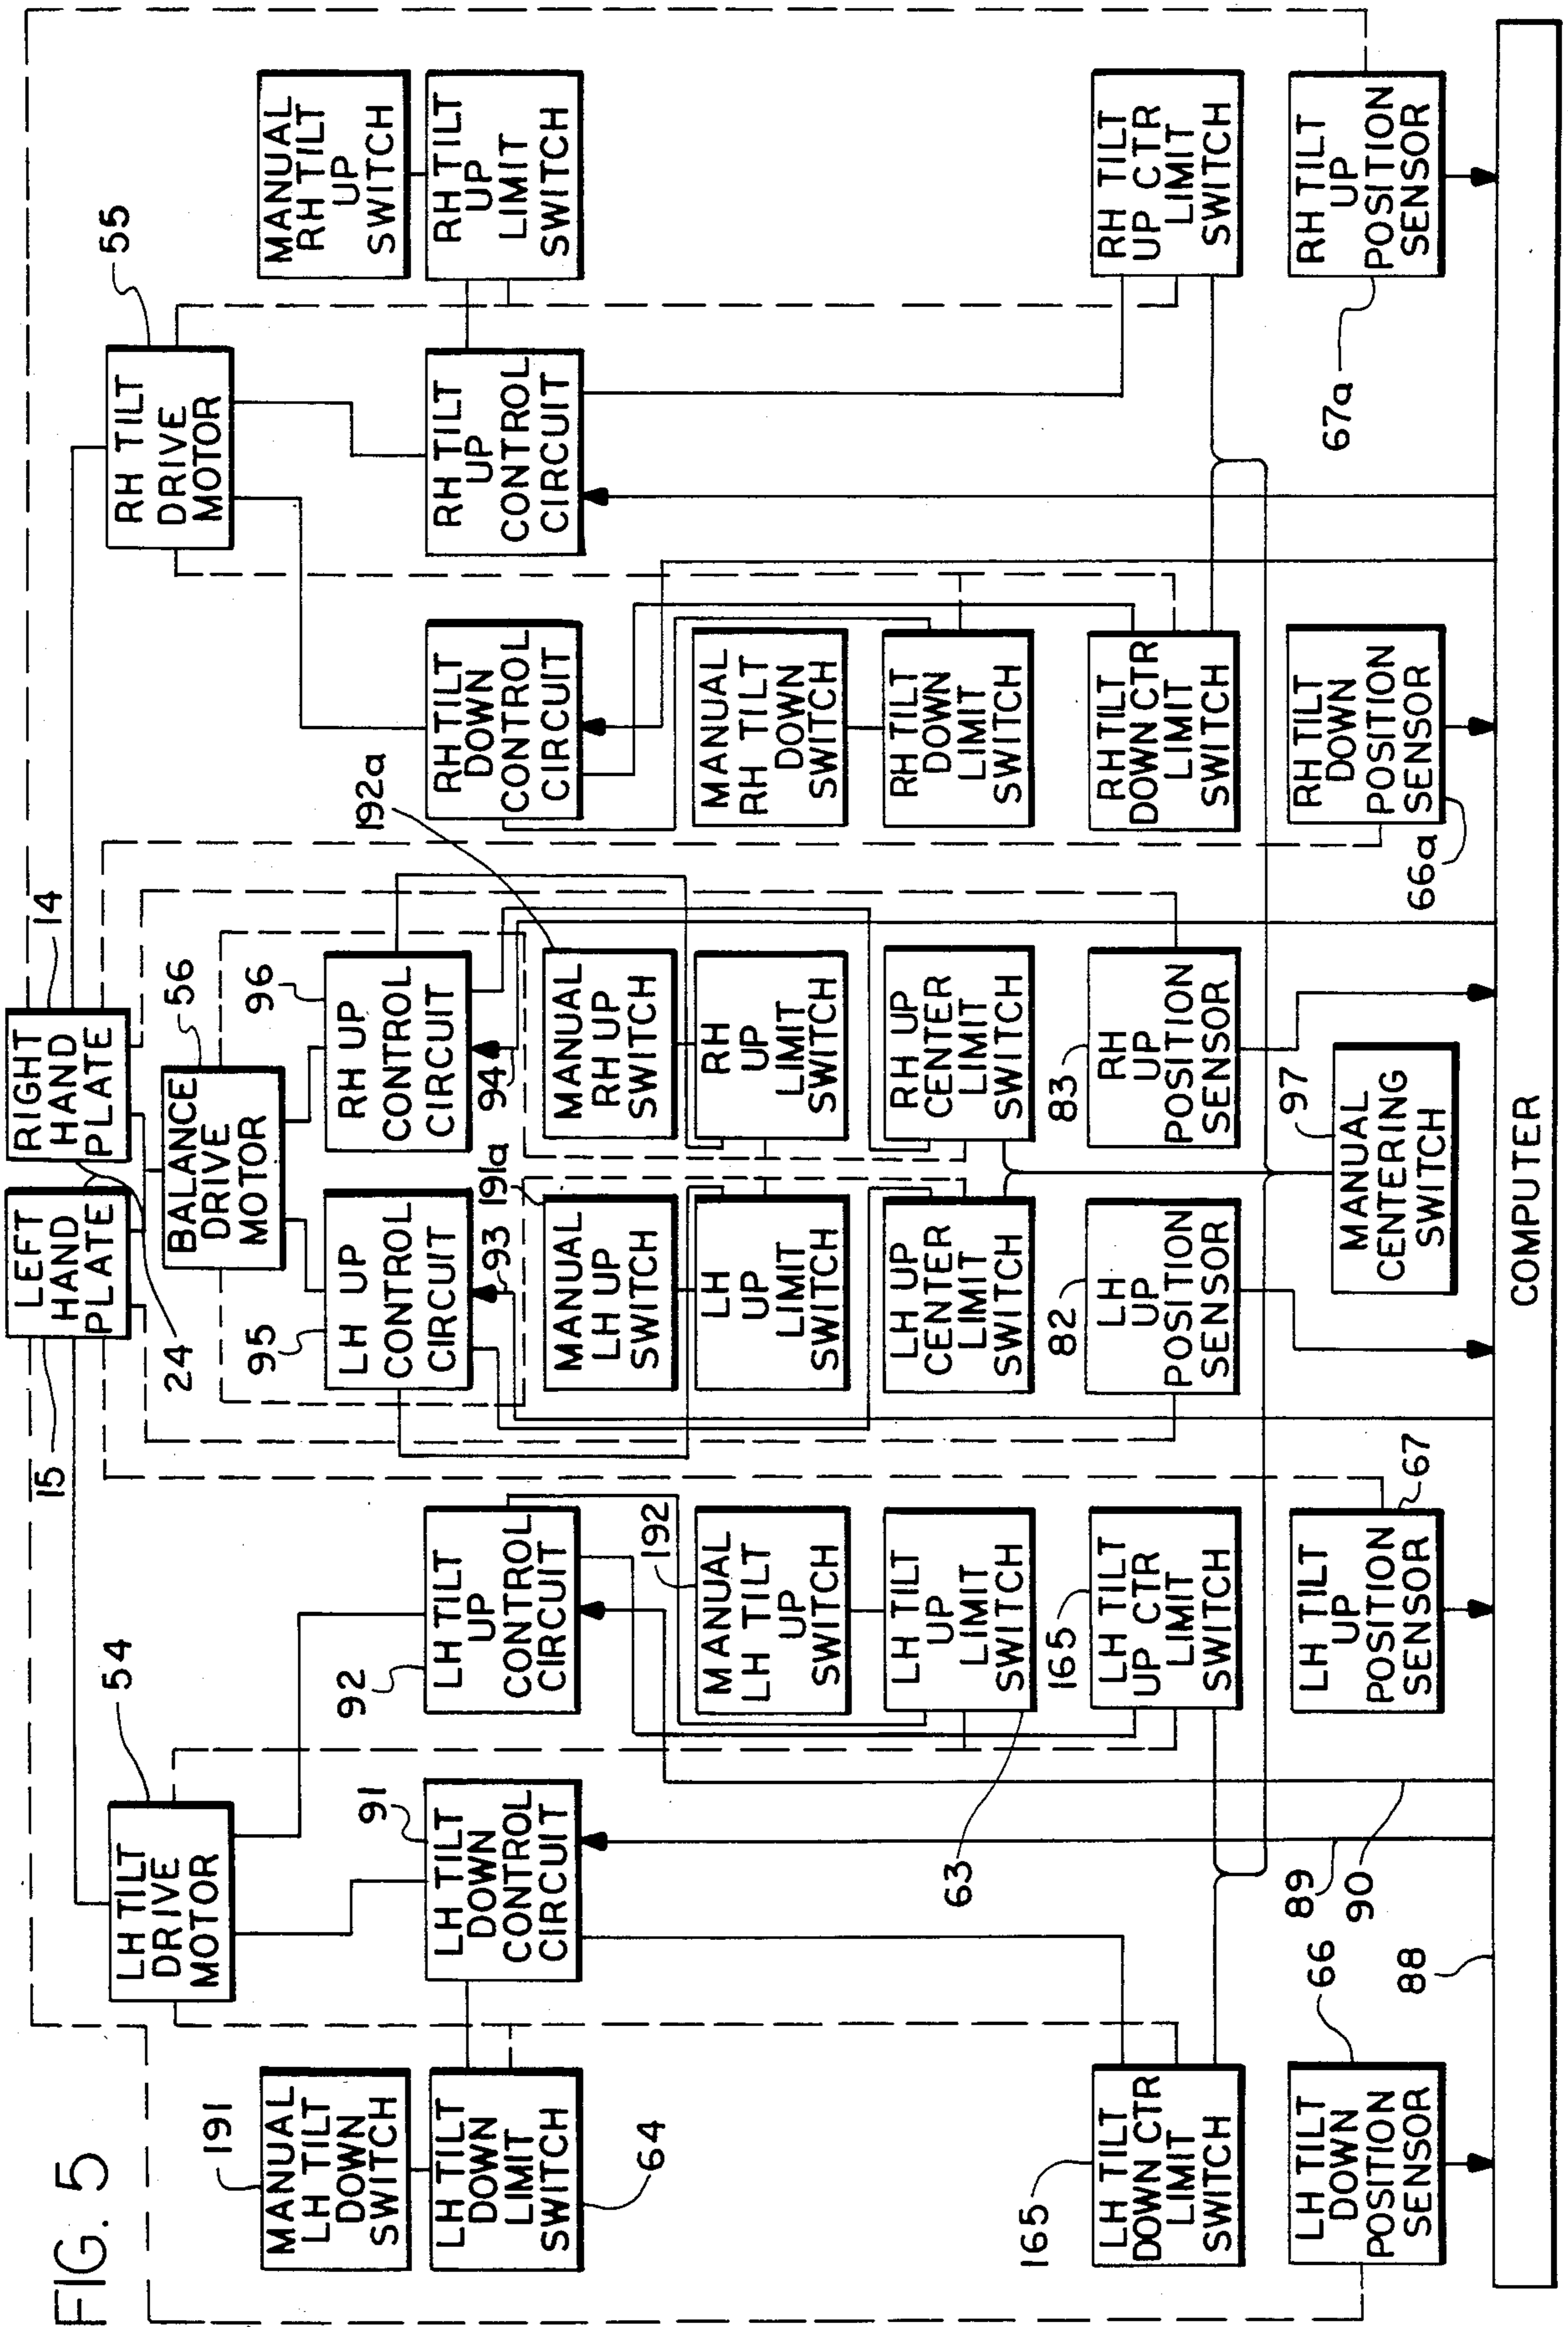 FIG. 5
15
LEFT
HAND
PLATE
24
RIGHT
HAND
PLATE
14
54
LH TILT
DRIVE
MOTOR
BALANCE
DRIVE
MOTOR
56
RH TILT
DRIVE
MOTOR
55
191
MANUAL
LH TILT
DOWN
SWITCH
LH TILT
DOWN
LIMIT
SWITCH
64
91
LH TILT
DOWN
CONTROL
CIRCUIT
92
LH TILT
UP
CONTROL
CIRCUIT
95
LH UP
CONTROL
CIRCUIT
93
96
RH UP
CONTROL
CIRCUIT
94
RH TILT
DOWN
CONTROL
CIRCUIT
RH TILT
UP
CONTROL
CIRCUIT
MANUAL
RH TILT
UP
SWITCH
RH TILT
UP
LIMIT
SWITCH
192
MANUAL
LH TILT
UP
SWITCH
LH TILT
UP
LIMIT
SWITCH
63
191a
MANUAL
LH UP
SWITCH
LH
UP
LIMIT
SWITCH
192a
MANUAL
RH UP
SWITCH
RH
UP
LIMIT
SWITCH
MANUAL
RH TILT
DOWN
SWITCH
RH TILT
DOWN
LIMIT
SWITCH
LH UP
CENTER
LIMIT
SWITCH
RH UP
CENTER
LIMIT
SWITCH
165
LH TILT
DOWN CTR
LIMIT
SWITCH
165
LH TILT
UP CTR
LIMIT
SWITCH
82
LH
UP
POSITION
SENSOR
83
RH
UP
POSITION
SENSOR
RH TILT
DOWN CTR
LIMIT
SWITCH
RH TILT
UP CTR
LIMIT
SWITCH
66
LH TILT
DOWN
POSITION
SENSOR
88
89
90
LH TILT
UP
POSITION
SENSOR
67
97
MANUAL
CENTERING
SWITCH
RH TILT
DOWN
POSITION
SENSOR
66a
67a
RH TILT
UP
POSITION
SENSOR
COMPUTER